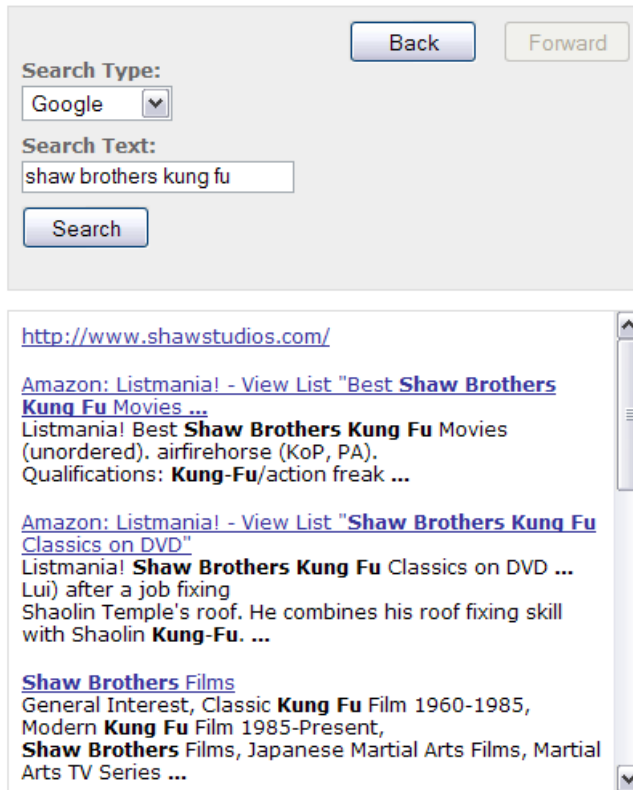 Back Forward
Search Type:
Google
Search Text:
shaw brothers kung fu
Search
http://www.shawstudios.com/
Amazon: Listmania! - View List "Best Shaw Brothers
Kung Fu Movies ...
Listmania! Best Shaw Brothers Kung Fu Movies
(unordered). airfirehorse (KoP, PA).
Qualifications: Kung-Fu/action freak ...
Amazon: Listmania! - View List "Shaw Brothers Kung Fu
Classics on DVD"
Listmania! Shaw Brothers Kung Fu Classics on DVD ...
Lui) after a job fixing
Shaolin Temple's roof. He combines his roof fixing skill
with Shaolin Kung-Fu. ...
Shaw Brothers Films
General Interest, Classic Kung Fu Film 1960-1985,
Modern Kung Fu Film 1985-Present,
Shaw Brothers Films, Japanese Martial Arts Films, Martial
Arts TV Series ...